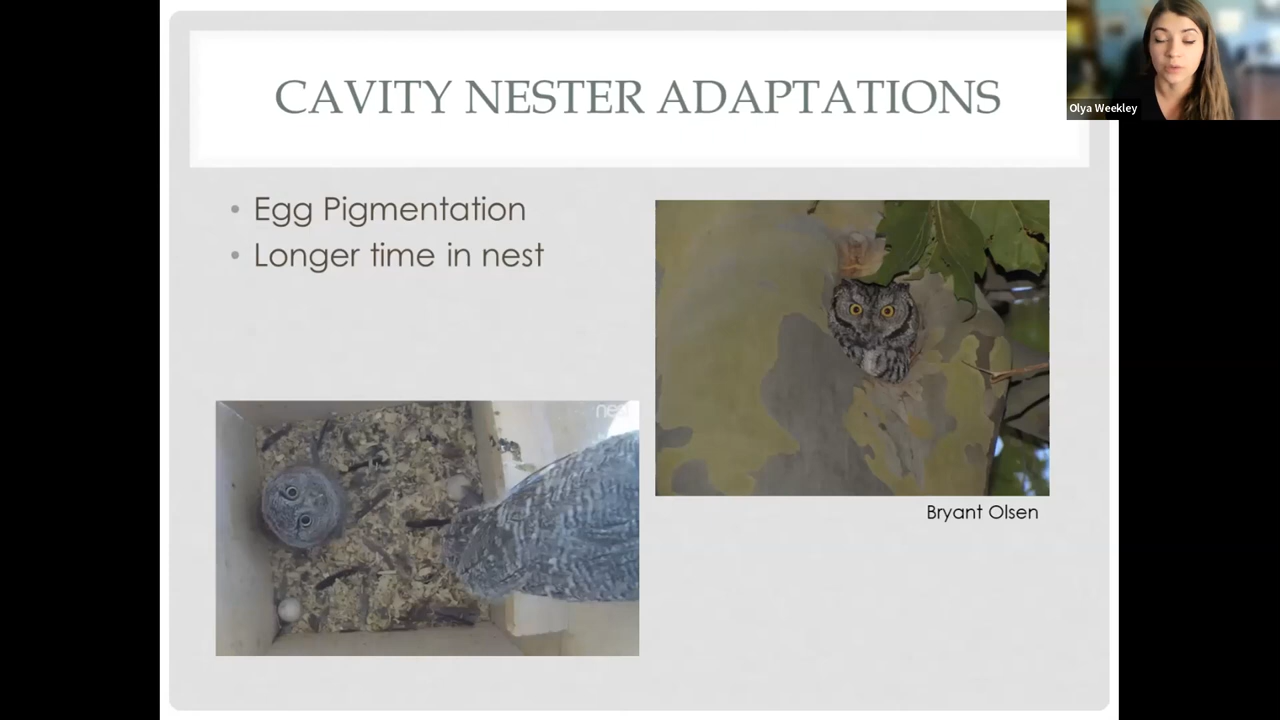 CAVITY NESTER ADAPTATIONS
Olya Weekley
• Egg Pigmentation
• Longer time in nest
Bryant Olsen